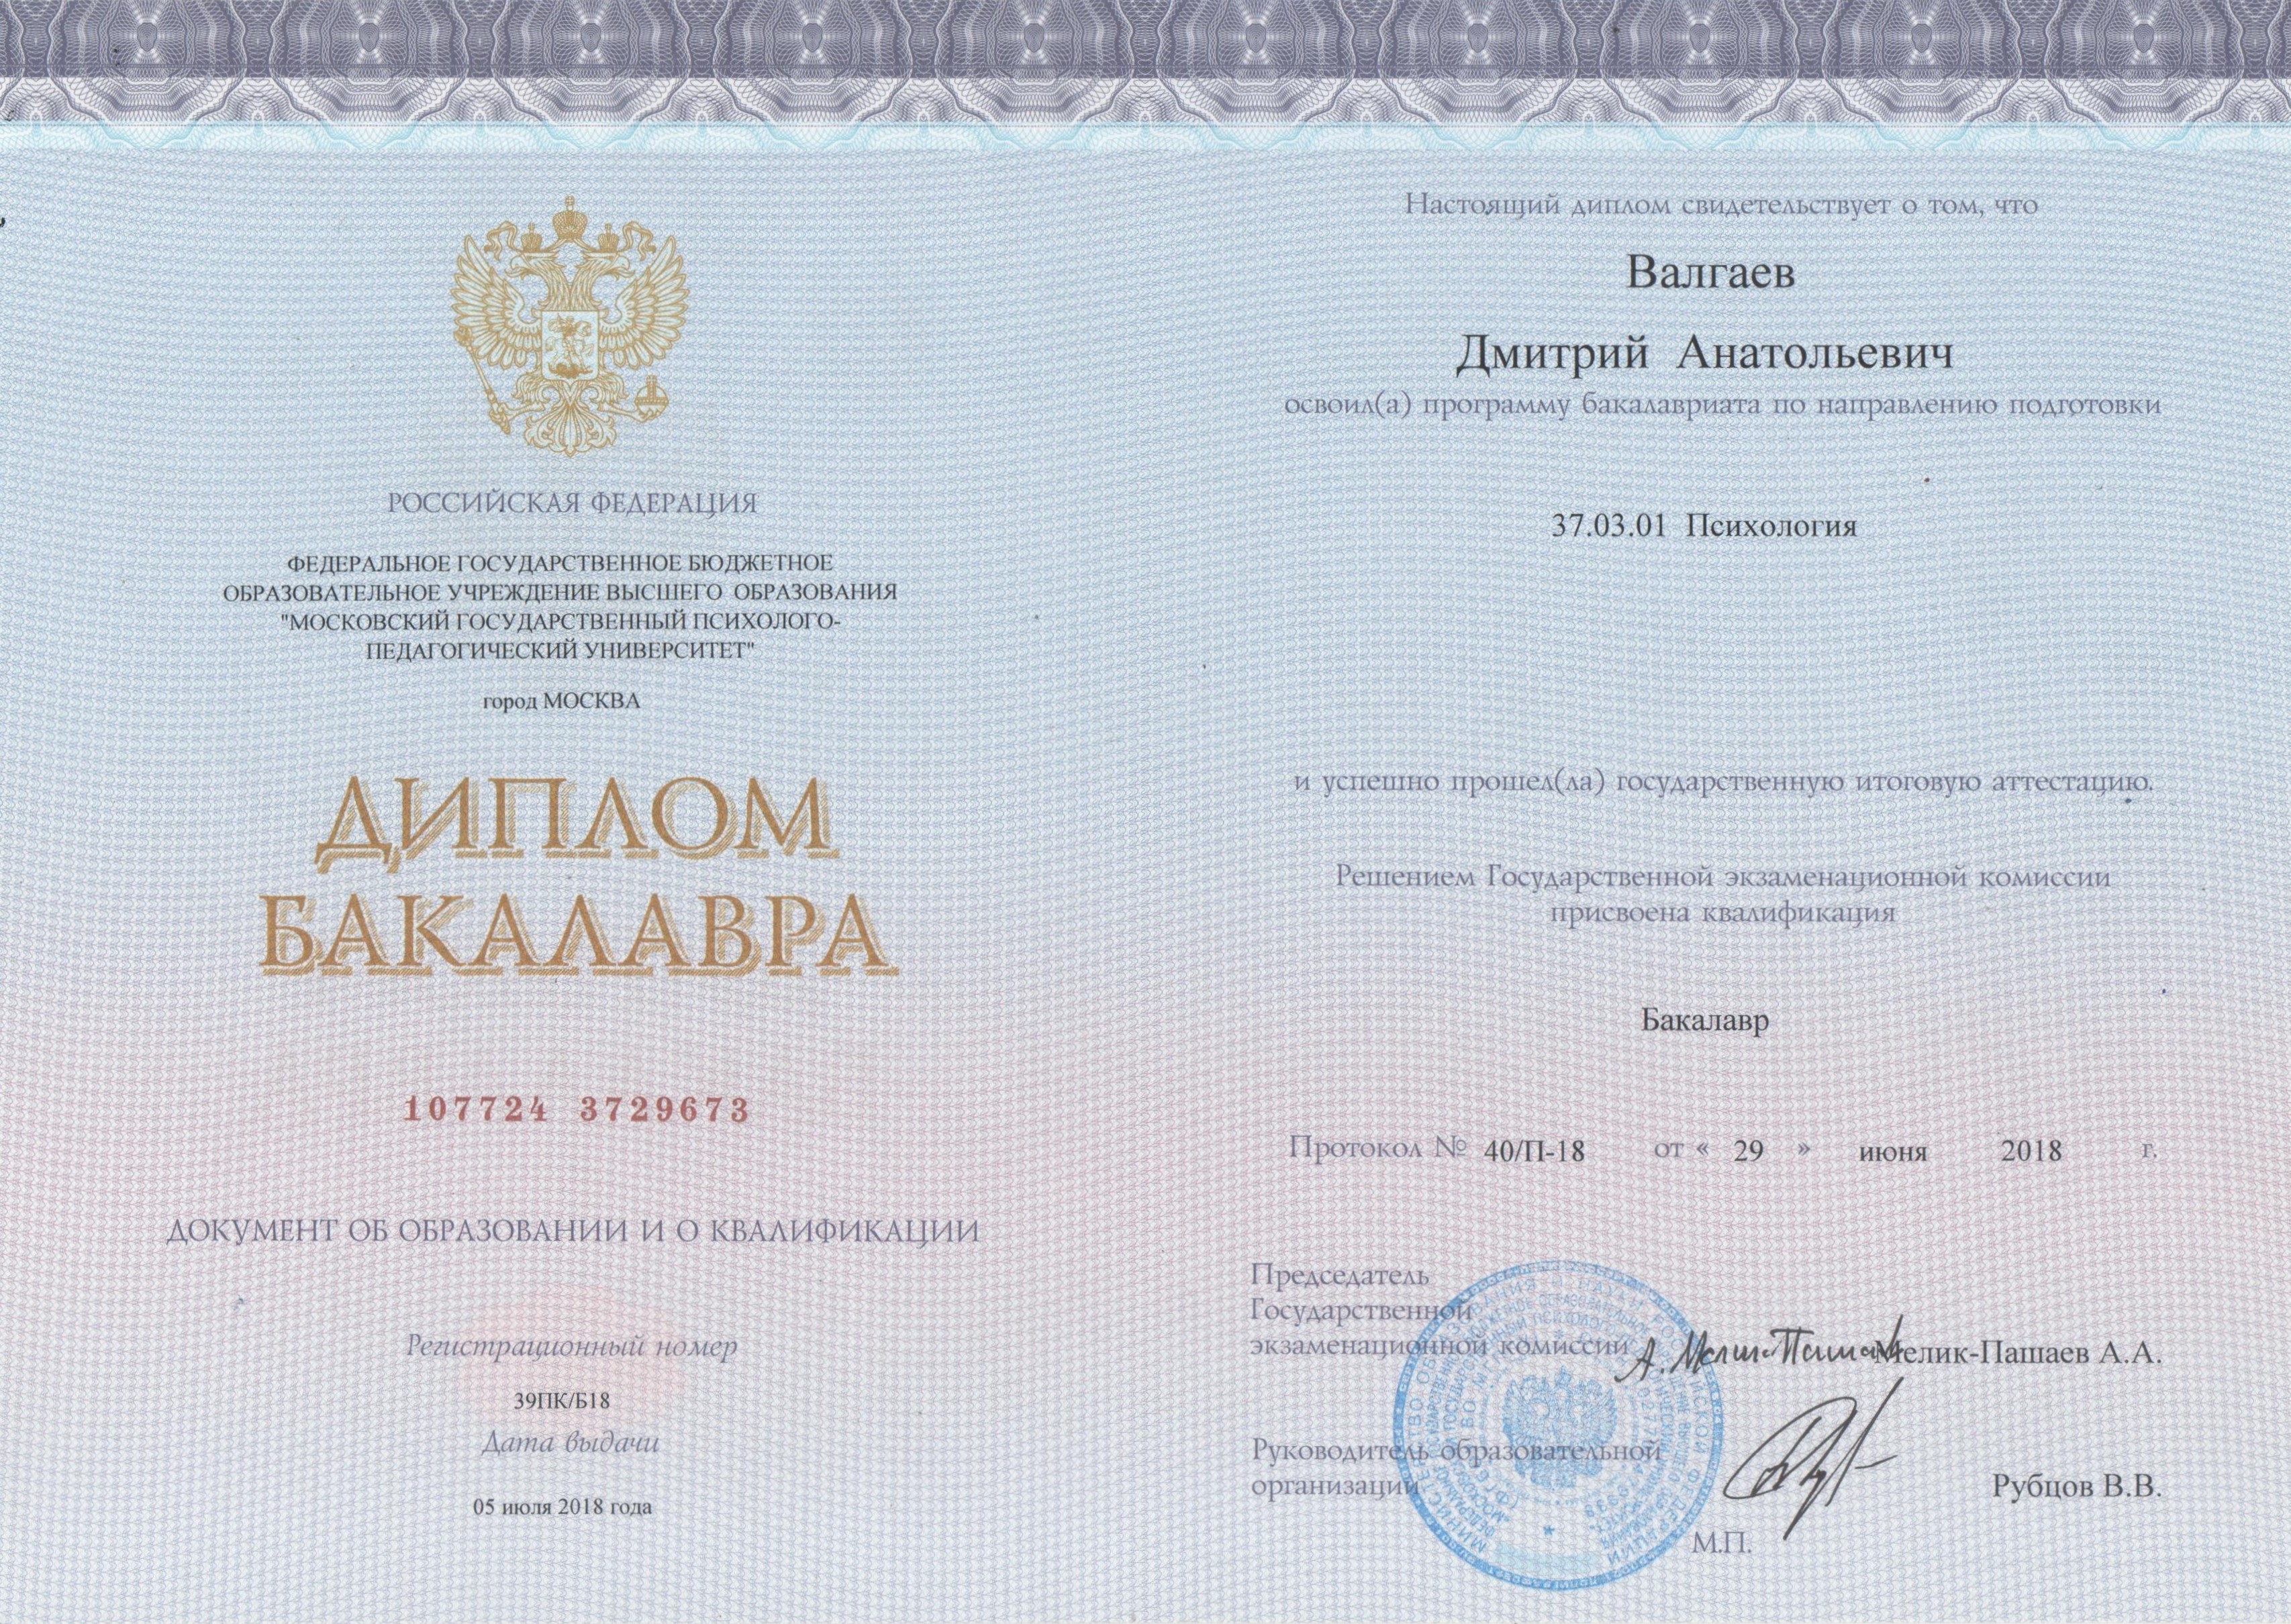 РОССИЙСКАЯ ФЕДЕРАЦИЯ
ФЕДЕРАЛЬНОЕ ГОСУДАРСТВЕННОЕ БЮДЖЕТНОЕ
ОБРАЗОВАТЕЛЬНОЕ УЧРЕЖДЕНИЕ ВЫСШЕГО ОБРАЗОВАНИЯ
"МОСКОВСКИЙ ГОСУДАРСТВЕННЫЙ ПСИХОЛОГО-
ПЕДАГОГИЧЕСКИЙ УНИВЕРСИТЕТ"
город МОСКВА
ДИПЛОМ
БАКАЛАВРА
107724 3729673
ДОКУМЕНТ ОБ ОБРАЗОВАНИИ И О КВАЛИФИКАЦИИ
Регистрационный номер
39ПК/Б18
Дата выдачи
05 июля 2018 года
Настоящий диплом свидетельствует о том, что
Валгаев
Дмитрий Анатольевич
освоил(а) программу бакалавриата по направлению подготовки
37.03.01 Психология
и успешно прошел(ла) государственную итоговую аттестацию.
Решением Государственной экзаменационной комиссии
присвоена квалификация
Бакалавр
Протокол № 40/П-18 от « 29 » июня 2018 г.
Председатель
Государственной
экзаменационной комиссии А. Мелик-Пашаев Мелик-Пашаев А.А.
Руководитель образовательной
организации Рубцов В.В.
М.П.